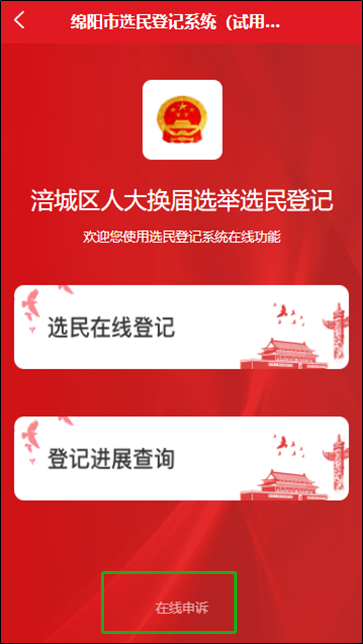 绵阳市选民登记系统（试用...
涪城区人大换届选举选民登记
欢迎您使用选民登记系统在线功能
选民在线登记
登记进展查询
在线申诉